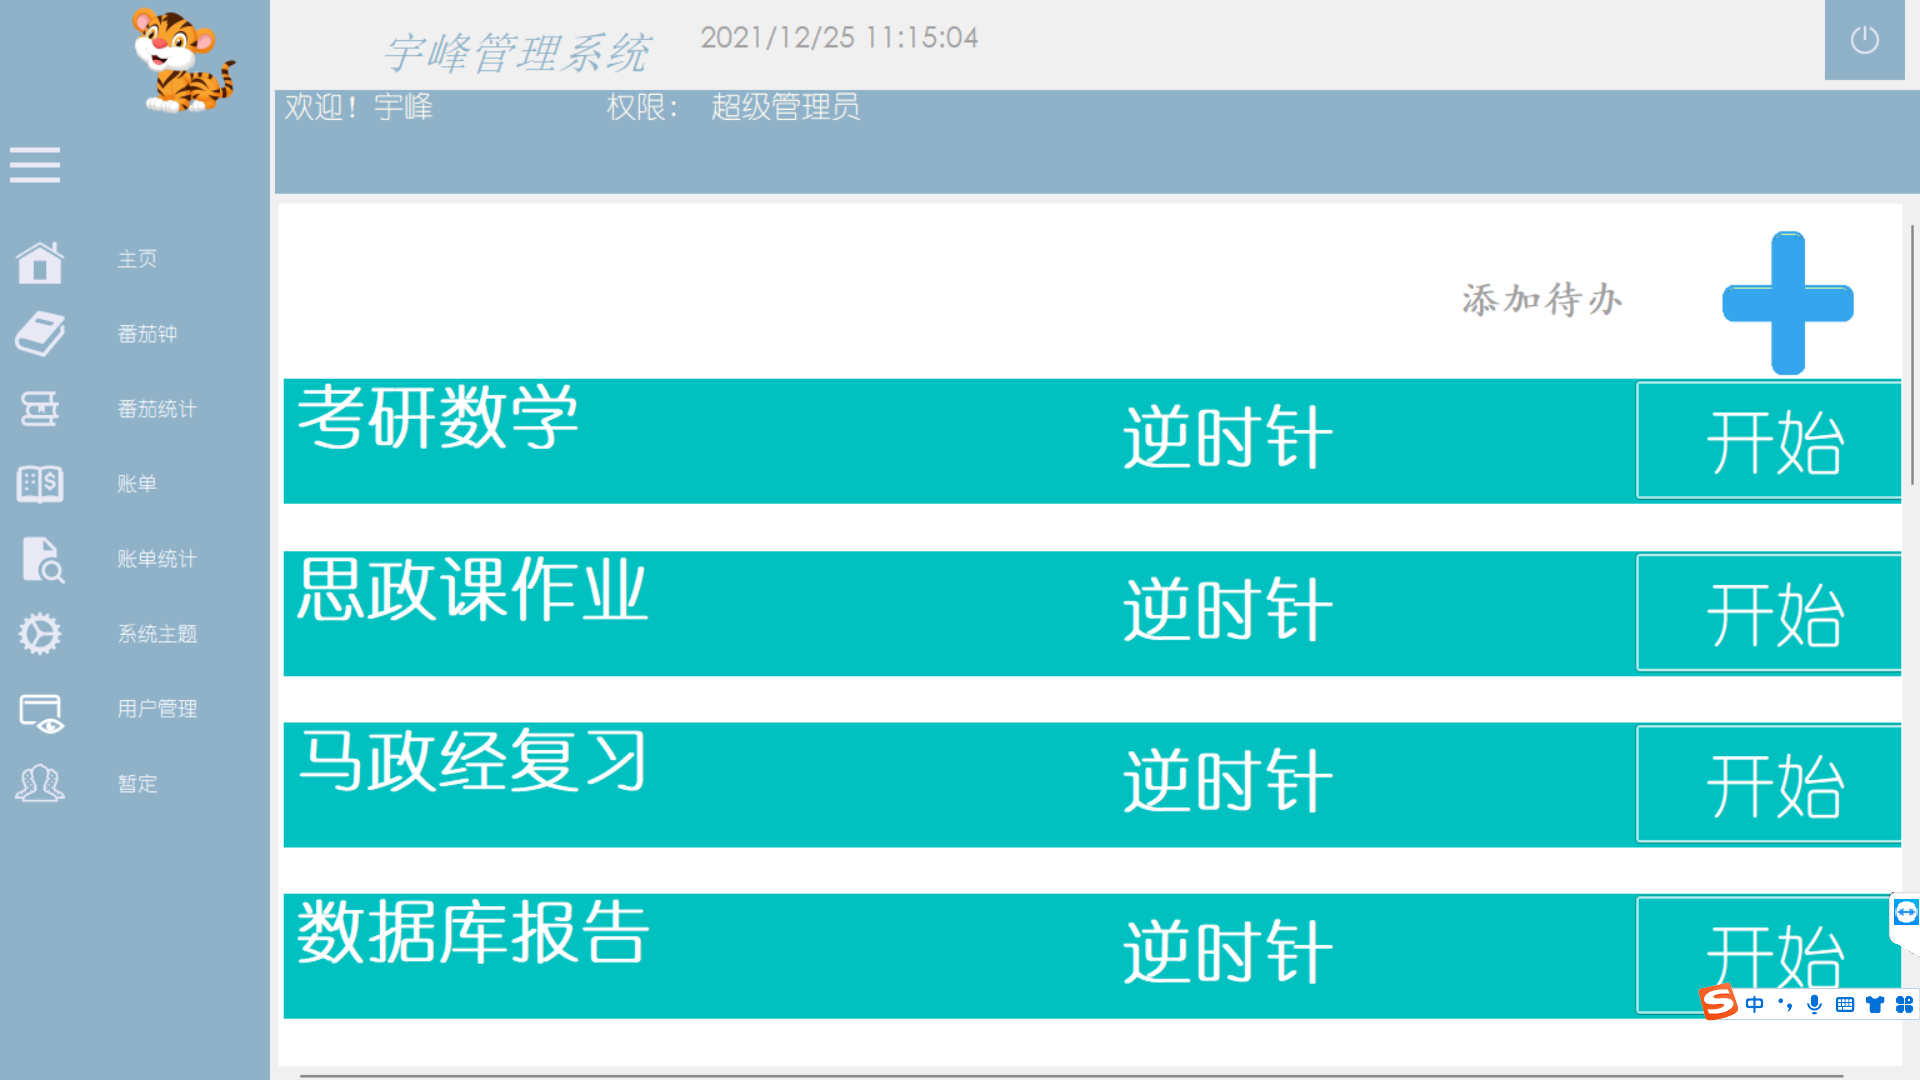 宇峰管理系统
2021/12/25 11:15:04
欢迎! 宇峰 权限: 超级管理员
主页
番茄钟
番茄统计
账单
账单统计
系统主题
用户管理
暂定
添加待办
考研数学 逆时针 开始
思政课作业 逆时针 开始
马政经复习 逆时针 开始
数据库报告 逆时针 开始
S 中